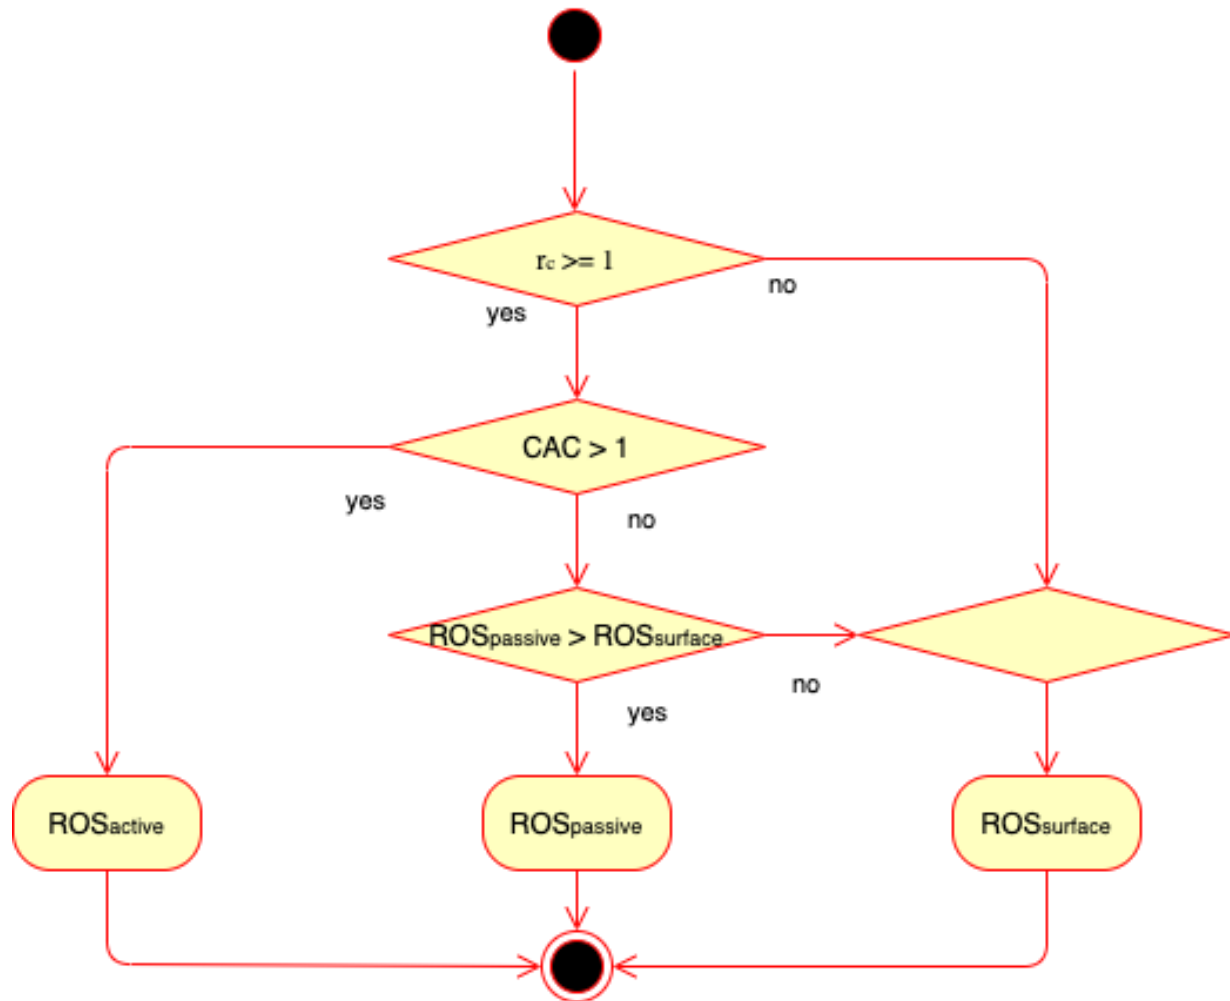 rc >= 1
no
yes
CAC > 1
yes
no
ROSpassive > ROSsurface
no
yes
ROSactive
ROSpassive
ROSsurface